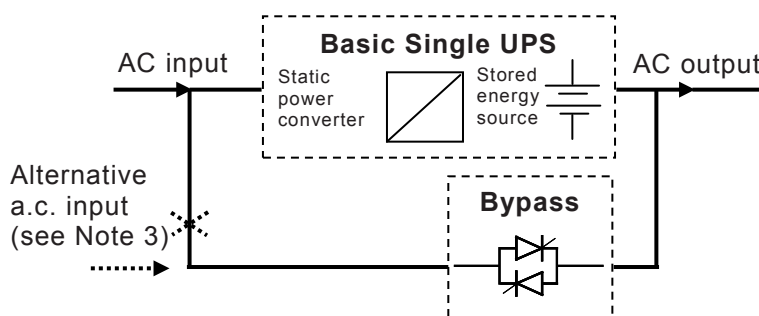 Basic Single UPS
AC input
Static
power
converter
Stored
energy
source
AC output
Alternative
a.c. input
(see Note 3)
Bypass